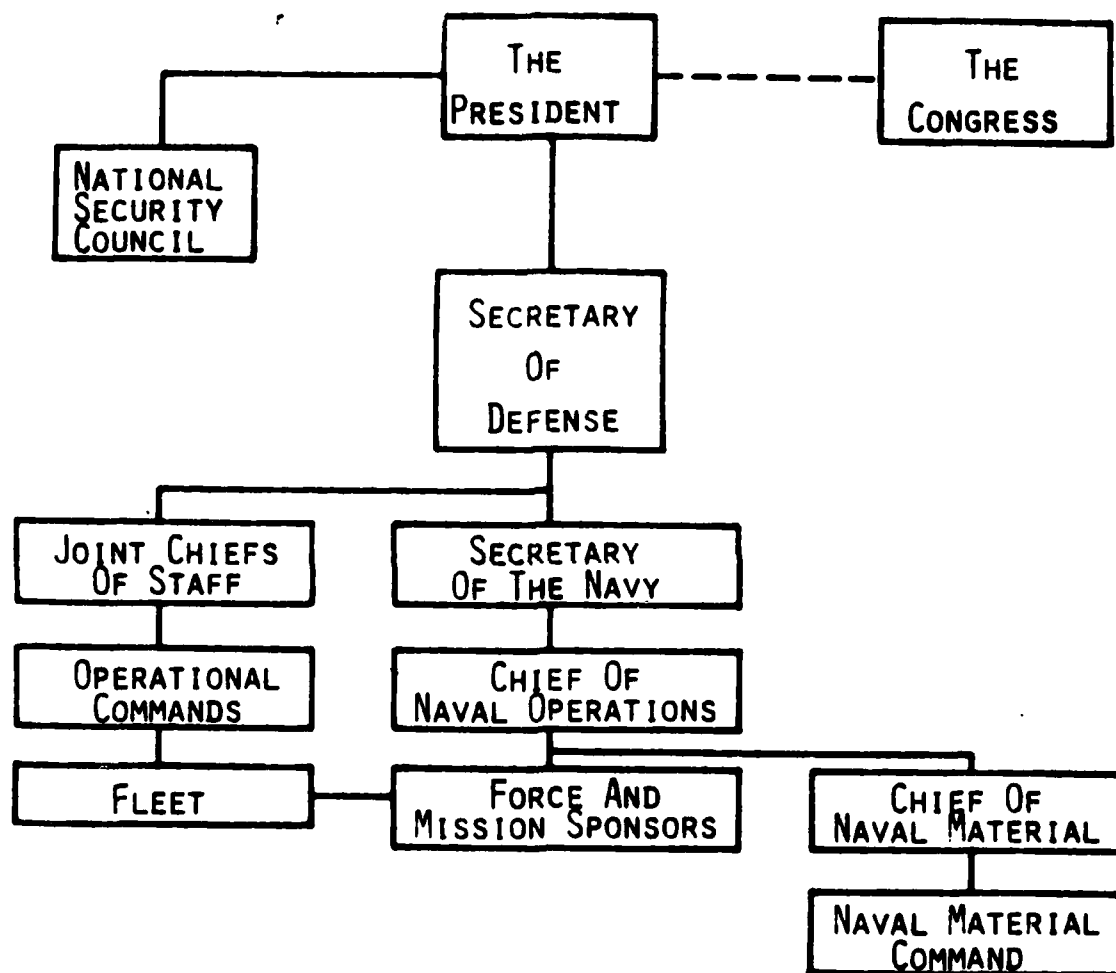 THE
PRESIDENT
THE
CONGRESS
NATIONAL
SECURITY
COUNCIL
SECRETARY
OF
DEFENSE
JOINT CHIEFS
OF STAFF
SECRETARY
OF THE NAVY
OPERATIONAL
COMMANDS
CHIEF OF
NAVAL OPERATIONS
FLEET
FORCE AND
MISSION SPONSORS
CHIEF OF
NAVAL MATERIAL
NAVAL MATERIAL
COMMAND